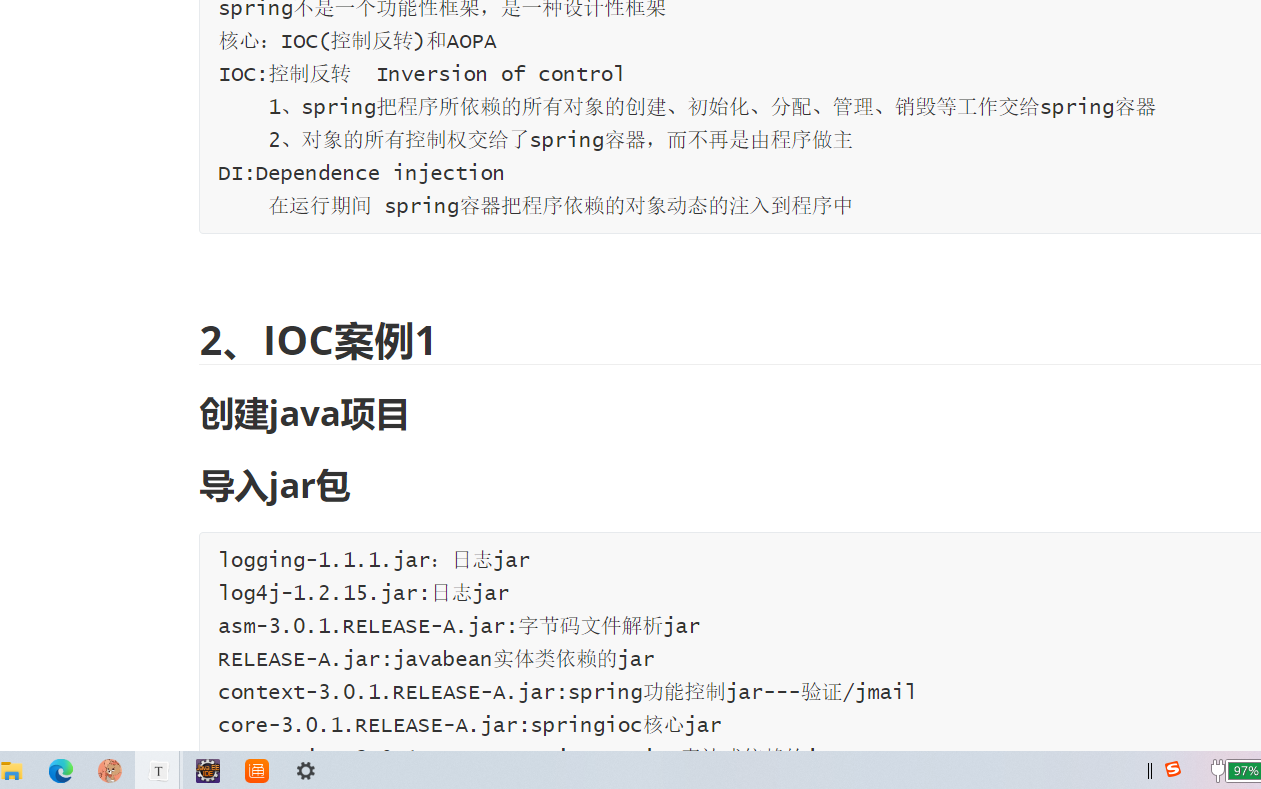 spring不是一个功能性框架，是一种设计性框架
核心：IOC(控制反转)和AOPA
IOC:控制反转  Inversion of control
1、spring把程序所依赖的所有对象的创建、初始化、分配、管理、销毁等工作交给spring容器
2、对象的所有控制权交给了spring容器，而不再是由程序做主
DI:Dependence injection
在运行期间 spring容器把程序依赖的对象动态的注入到程序中
2、IOC案例1
创建java项目
导入jar包
logging-1.1.1.jar：日志jar
log4j-1.2.15.jar:日志jar
asm-3.0.1.RELEASE-A.jar:字节码文件解析jar
RELEASE-A.jar:javabean实体类依赖的jar
context-3.0.1.RELEASE-A.jar:spring功能控制jar---验证/jmail
core-3.0.1.RELEASE-A.jar:springioc核心jar
T
Java EE
IDE
97%